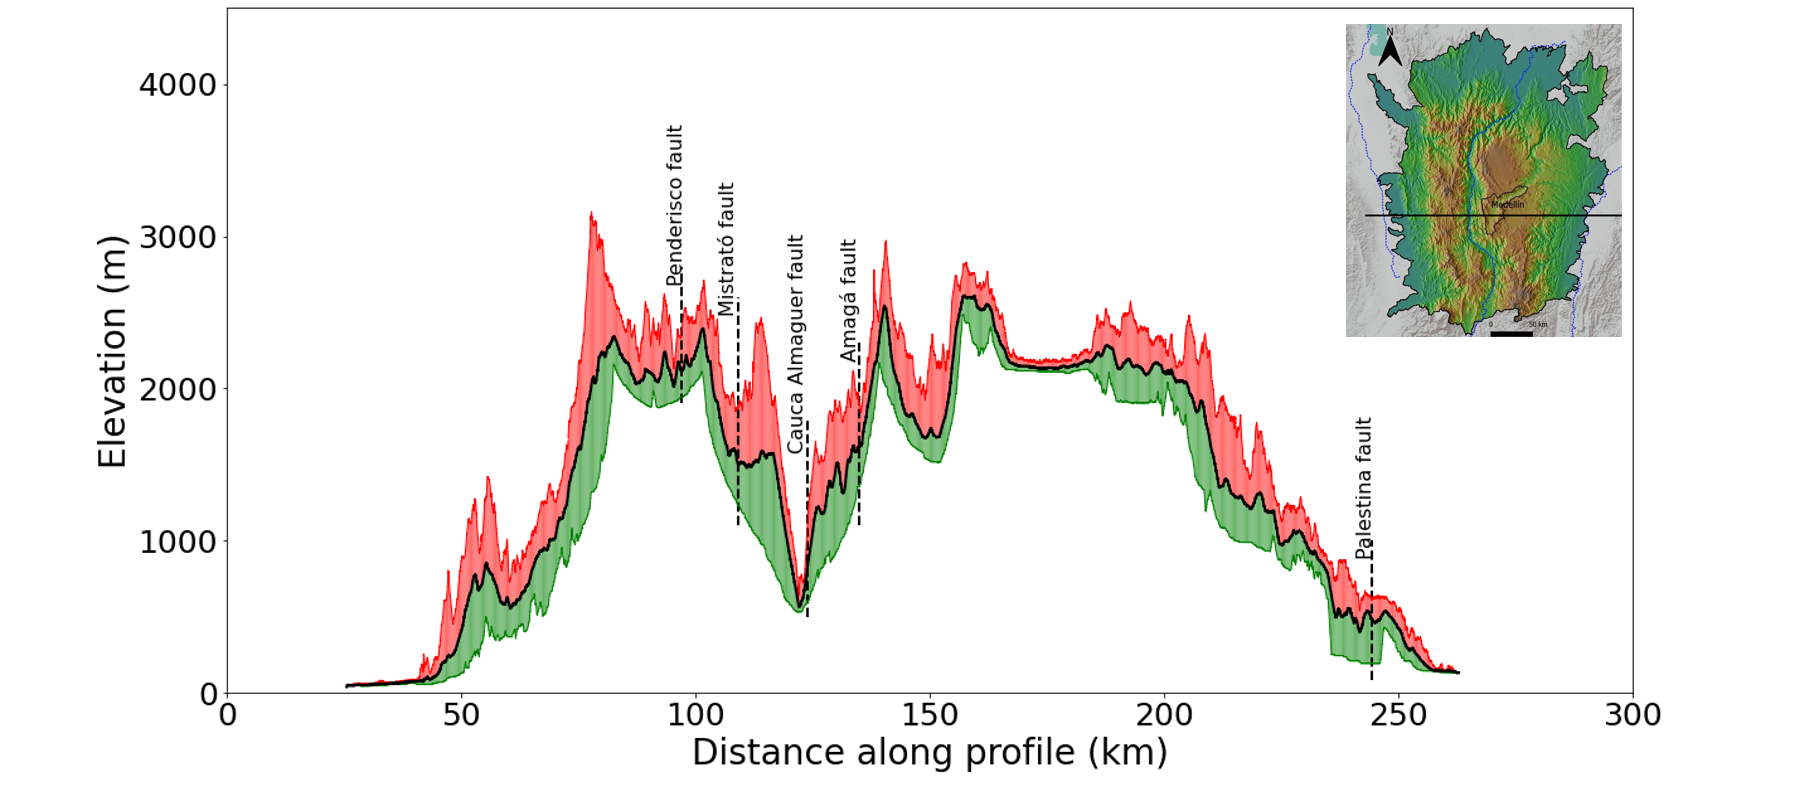 4000
3000
2000
1000
0
Elevation (m)
0
50
100
150
200
250
300
Distance along profile (km)
Penderisco fault
Mistrató fault
Cauca Almaguer fault
Amagá fault
Palestina fault
N
Medellín
0
50 km